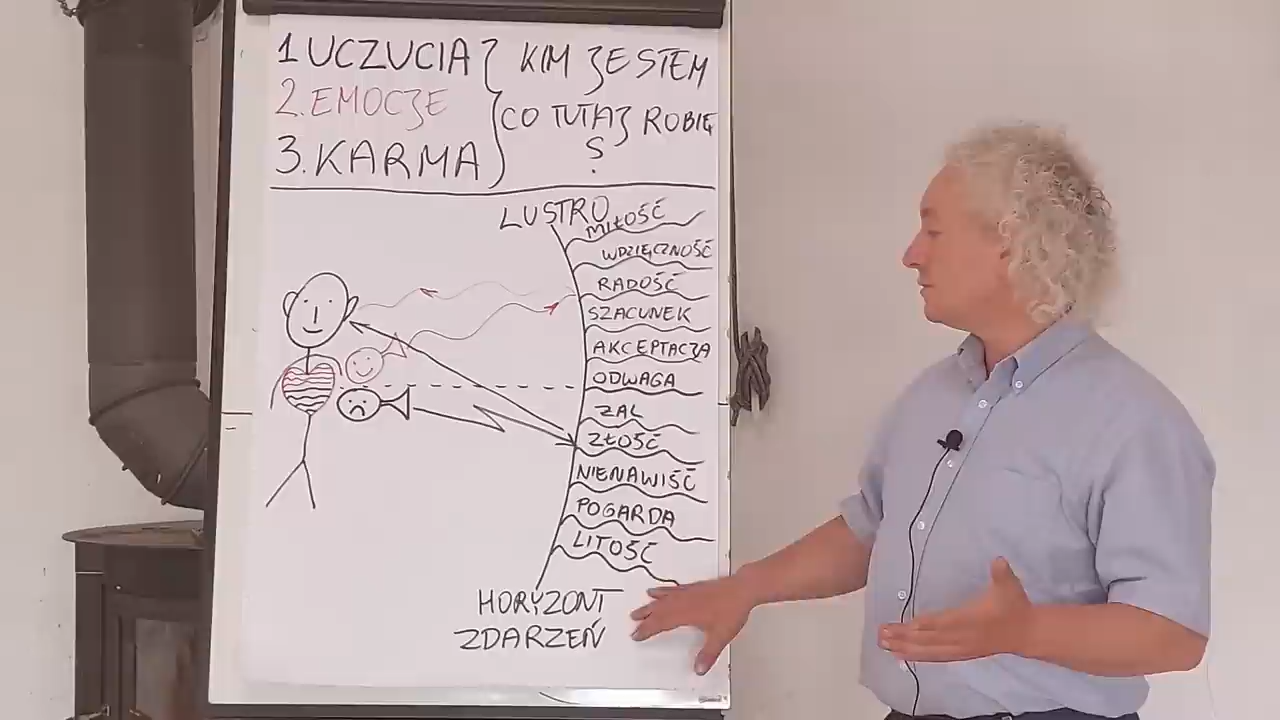 1 UCZUCIA
2. EMOCJE
3. KARMA
KIM JESTEM
CO TUTAJ ROBIĘ
?
LUSTRO
MIŁOŚĆ
WDZIĘCZNOŚĆ
RADOŚĆ
SZACUNEK
AKCEPTACJA
ODWAGA
ŻAL
ZŁOŚĆ
NIENAWIŚĆ
POGARDA
LITOŚĆ
HORYZONT
ZDARZEŃ